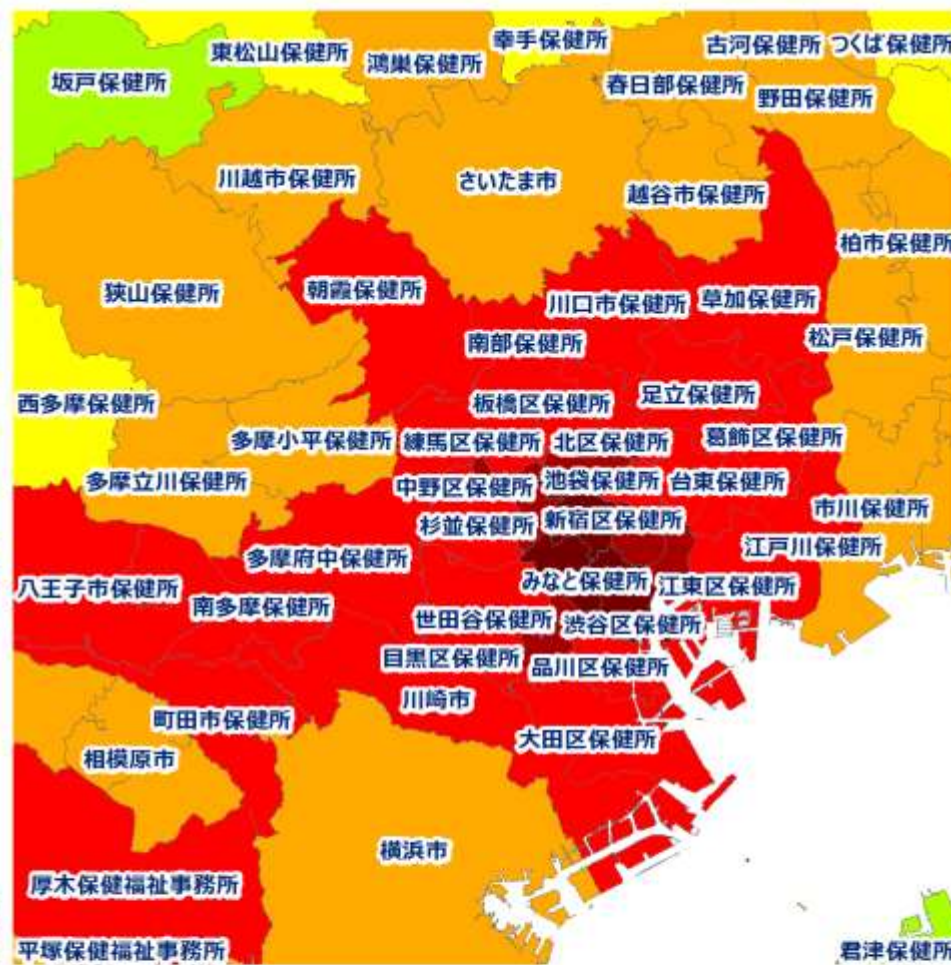 幸手保健所
古河保健所
つくば保健所
東松山保健所
鴻巣保健所
坂戸保健所
春日部保健所
野田保健所
川越市保健所
さいたま市
越谷市保健所
柏市保健所
狭山保健所
朝霞保健所
川口市保健所
草加保健所
南部保健所
松戸保健所
西多摩保健所
板橋区保健所
足立保健所
多摩小平保健所
練馬区保健所
北区保健所
葛飾区保健所
多摩立川保健所
中野区保健所
池袋保健所
台東保健所
市川保健所
杉並保健所
新宿区保健所
江戸川保健所
多摩府中保健所
八王子市保健所
みなと保健所
江東区保健所
南多摩保健所
世田谷保健所
渋谷区保健所
目黒区保健所
品川区保健所
川崎市
町田市保健所
大田区保健所
相模原市
横浜市
厚木保健福祉事務所
平塚保健福祉事務所
君津保健所